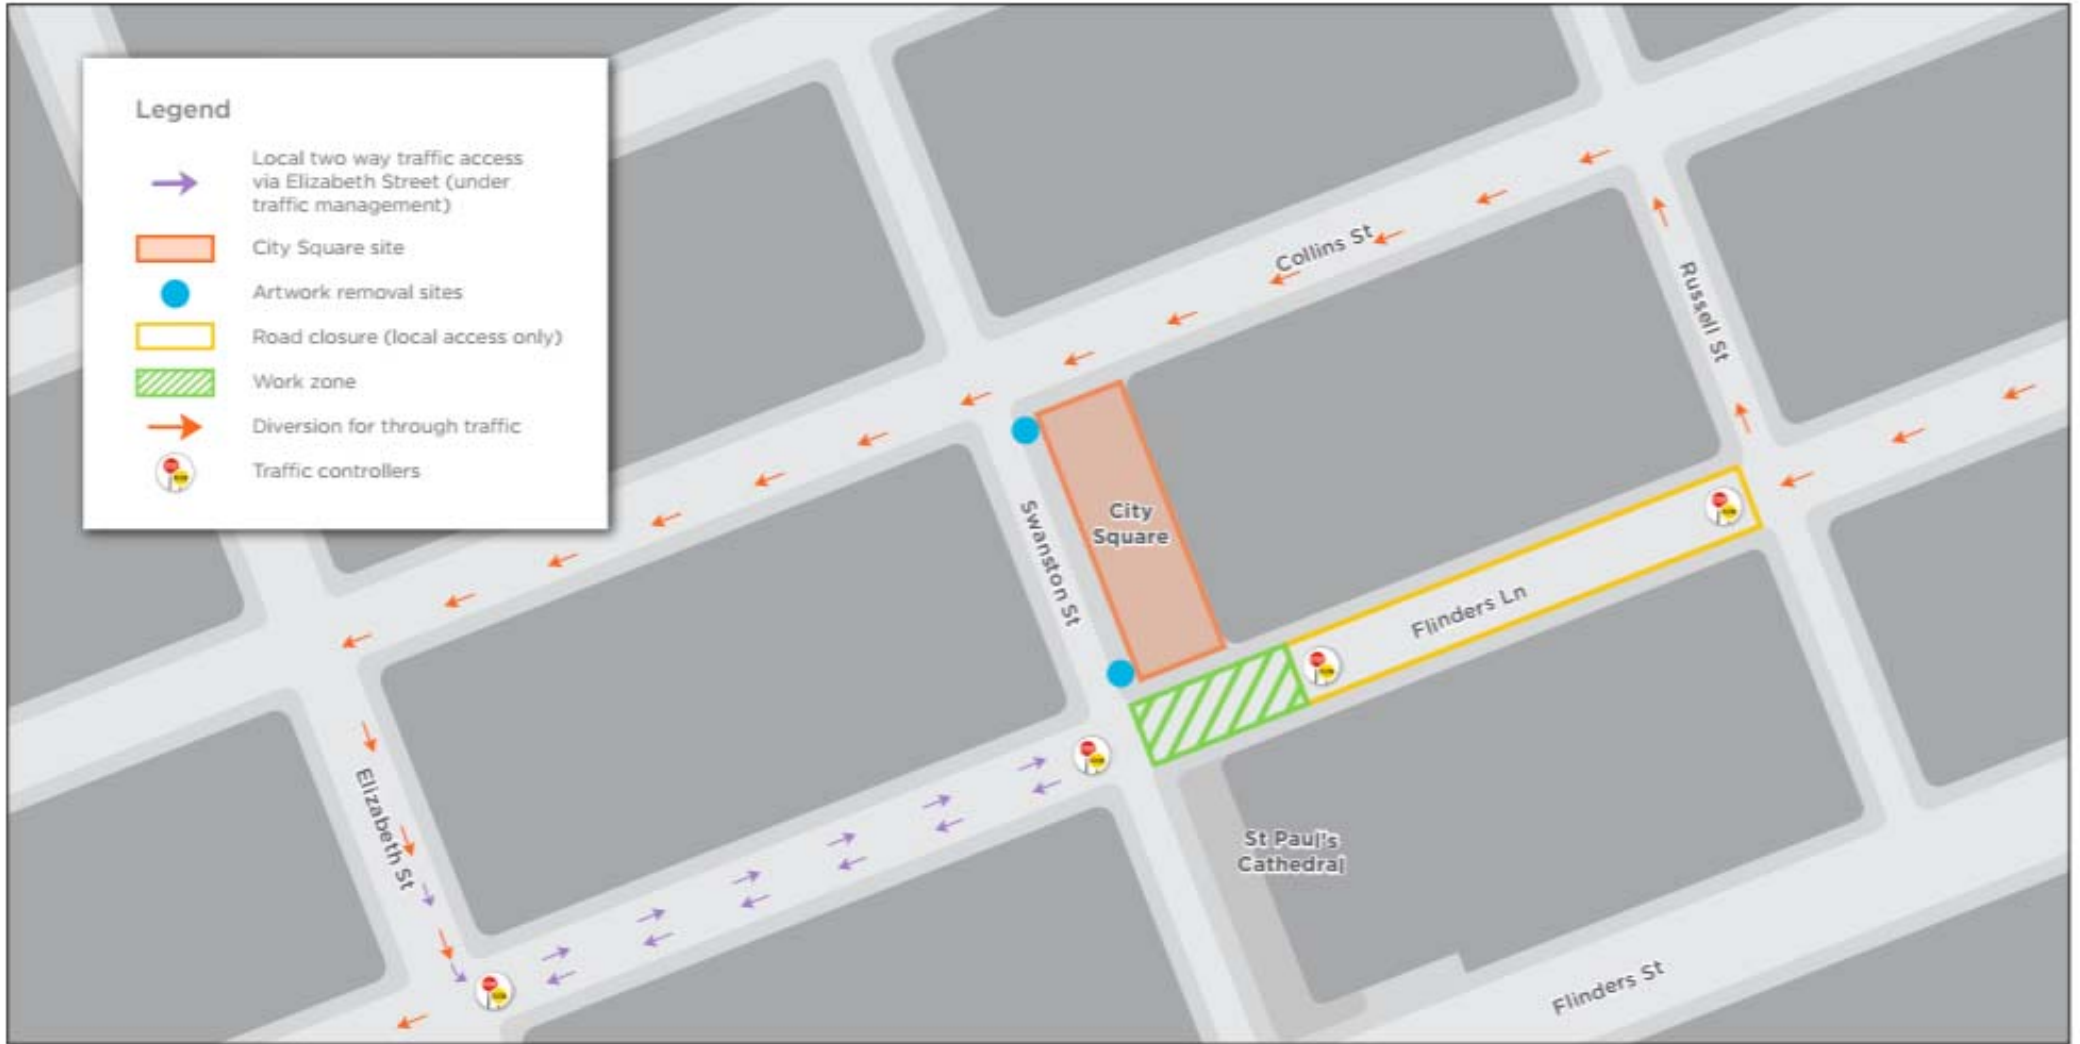 Legend
Local two way traffic access
via Elizabeth Street (under
traffic management)
City Square site
Artwork removal sites
Road closure (local access only)
Work zone
Diversion for through traffic
Traffic controllers
Collins St
Russell St
Swanston St
City
Square
Flinders Ln
Elizabeth St
St Paul's
Cathedral
Flinders St